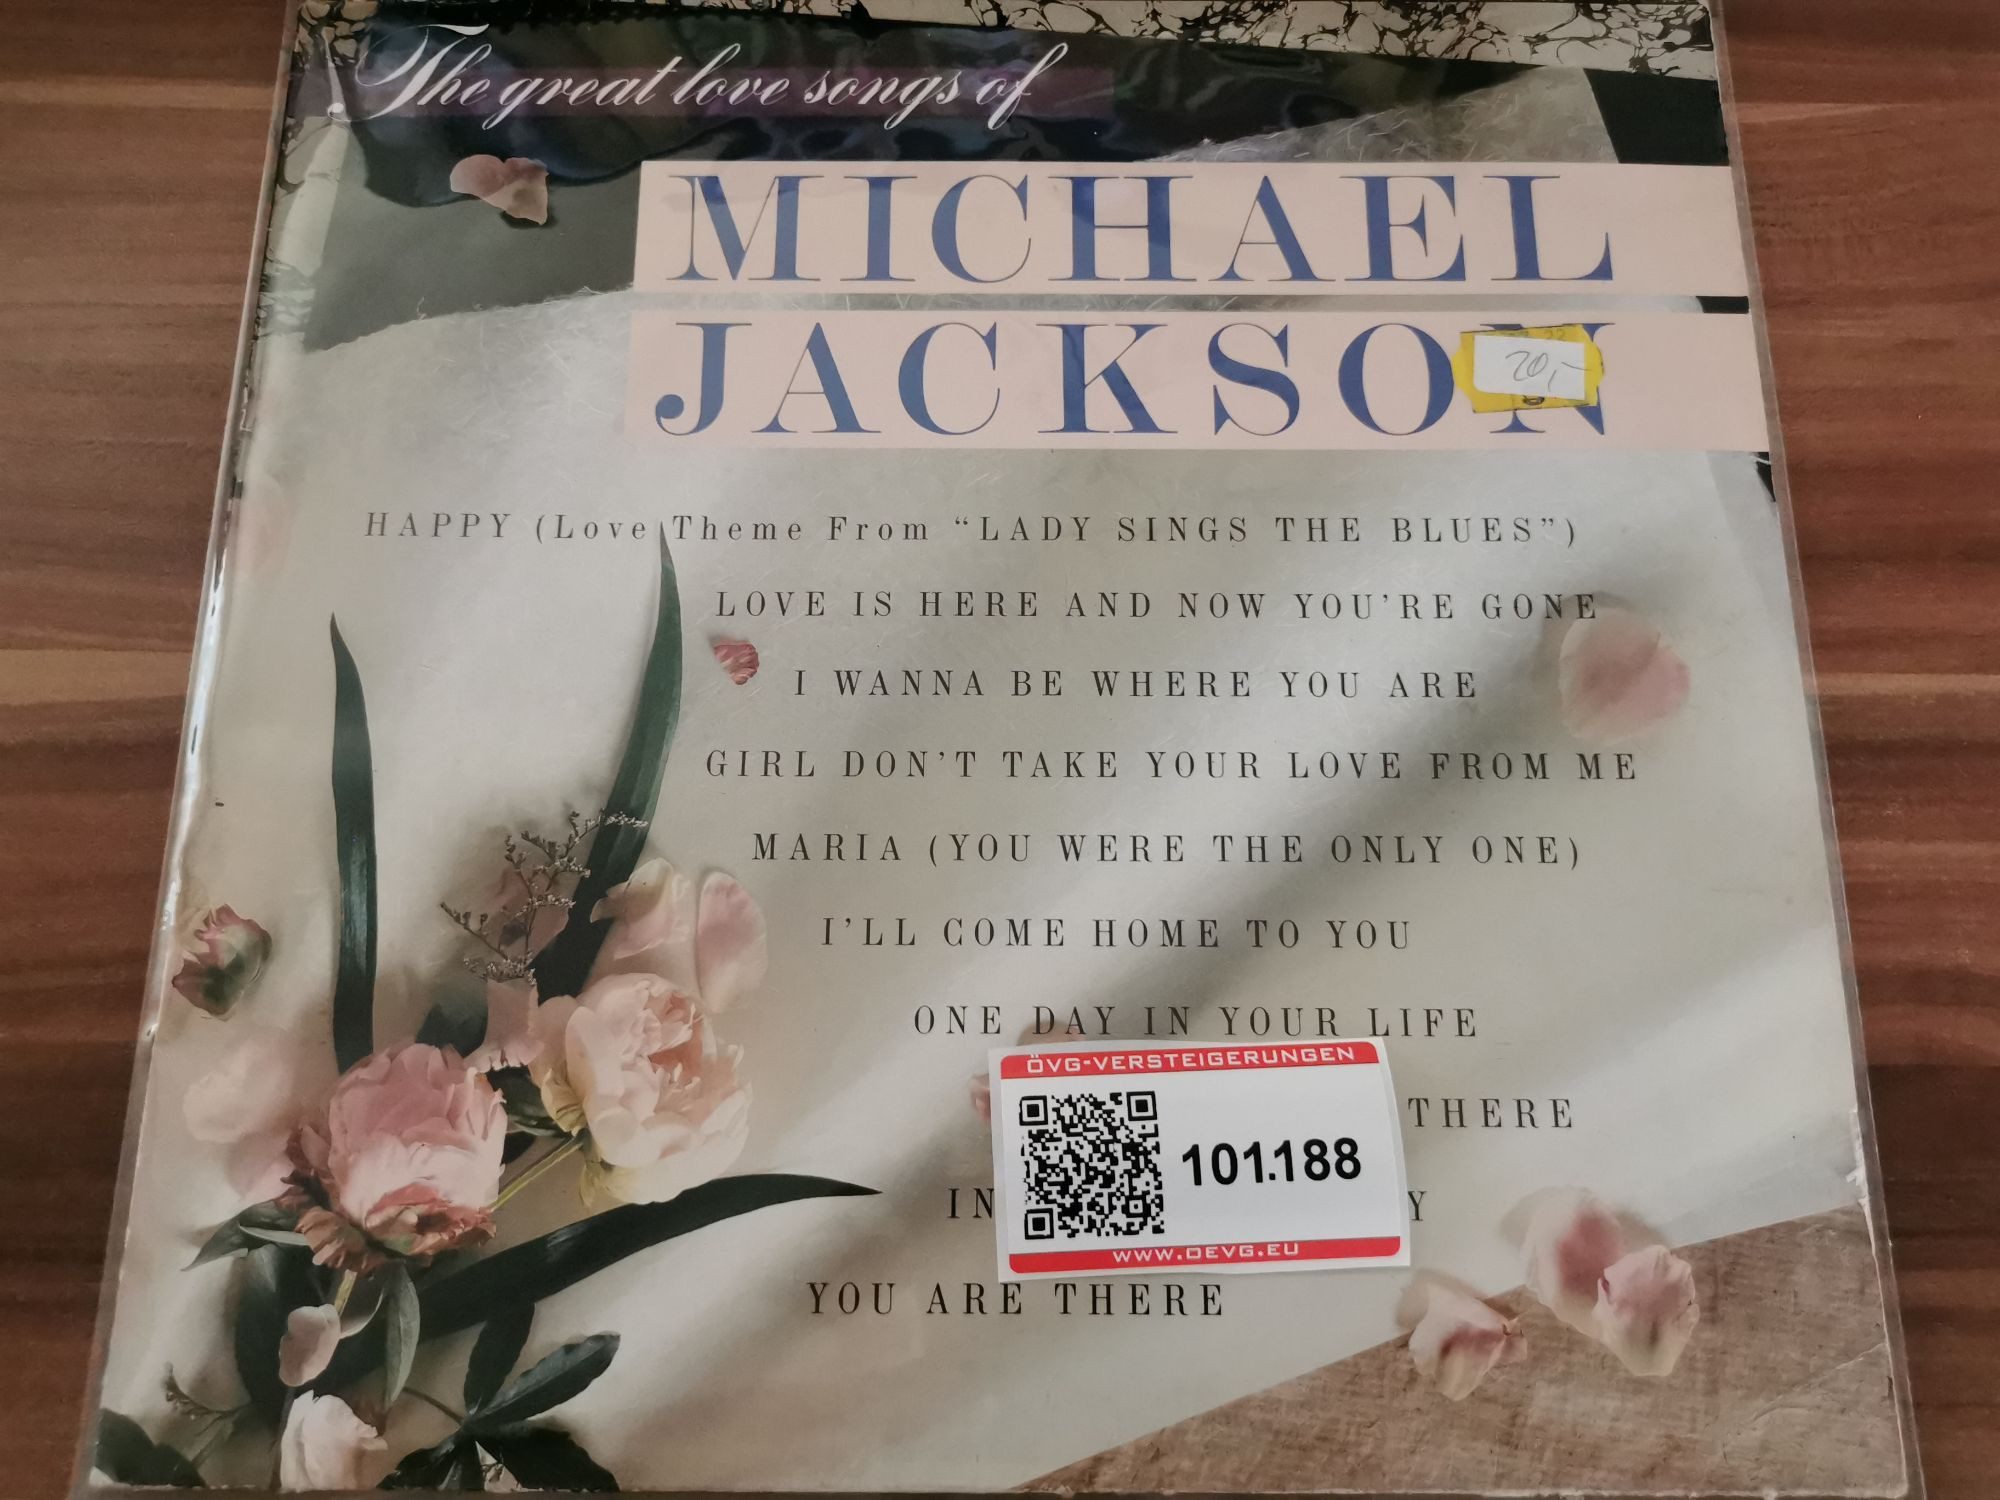 The great love songs of
MICHAEL
JACKSON
20,-
HAPPY (Love Theme From “LADY SINGS THE BLUES”)
LOVE IS HERE AND NOW YOU’RE GONE
I WANNA BE WHERE YOU ARE
GIRL DON’T TAKE YOUR LOVE FROM ME
MARIA (YOU WERE THE ONLY ONE)
I’LL COME HOME TO YOU
ONE DAY IN YOUR LIFE
THERE
IN
YOU ARE THERE
ÖVG-VERSTEIGERUNGEN
101.188
WWW.OEVG.EU